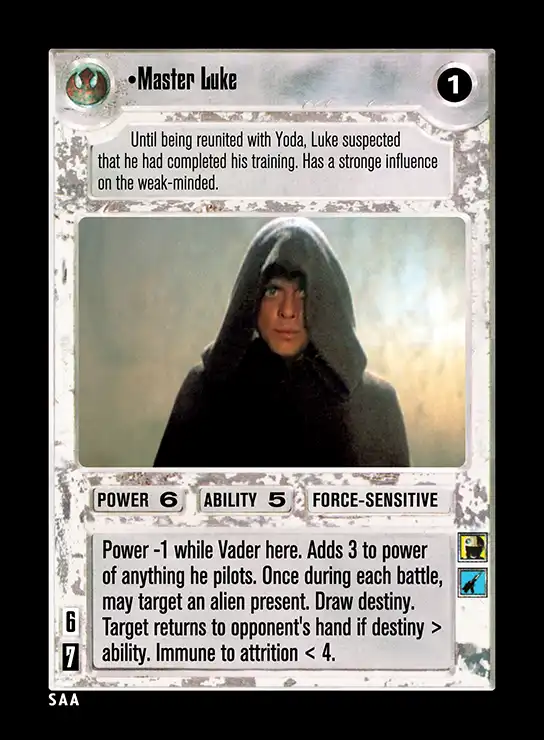 •Master Luke
1
Until being reunited with Yoda, Luke suspected
that he had completed his training. Has a stronge influence
on the weak-minded.
POWER 6
ABILITY 5
FORCE-SENSITIVE
Power -1 while Vader here. Adds 3 to power
of anything he pilots. Once during each battle,
may target an alien present. Draw destiny.
Target returns to opponent's hand if destiny >
ability. Immune to attrition < 4.
6
7
SAA